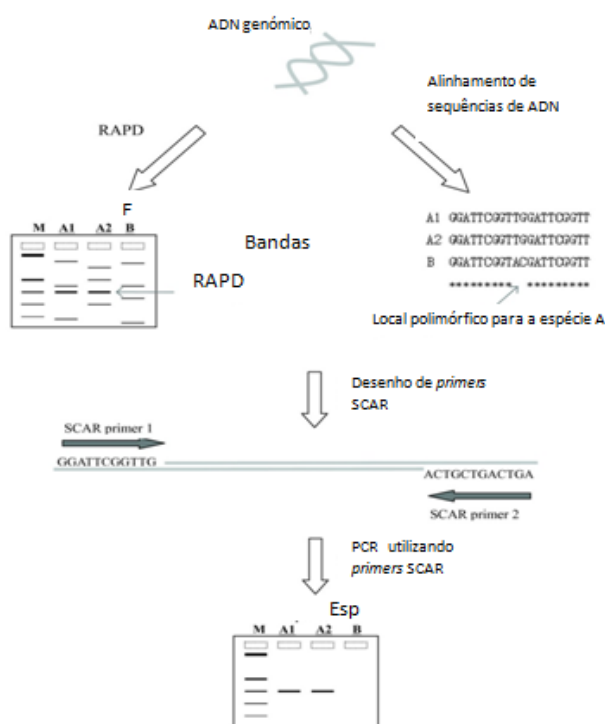 ADN genómico
Alinhamento de
sequências de ADN
RAPD
F
M A1 A2 B
Bandas
RAPD
A1 GGATTCGGTTGGATTCGGTT
A2 GGATTCGGTTGGATTCGGTT
B GGATTCGGTACGATTCGGTT
********* *********
Local polimórfico para a espécie A
Desenho de primers
SCAR
SCAR primer 1
GGATTCGGTTG
ACTGCTGACTGA
SCAR primer 2
PCR utilizando
primers SCAR
Esp
M A1 A2 B